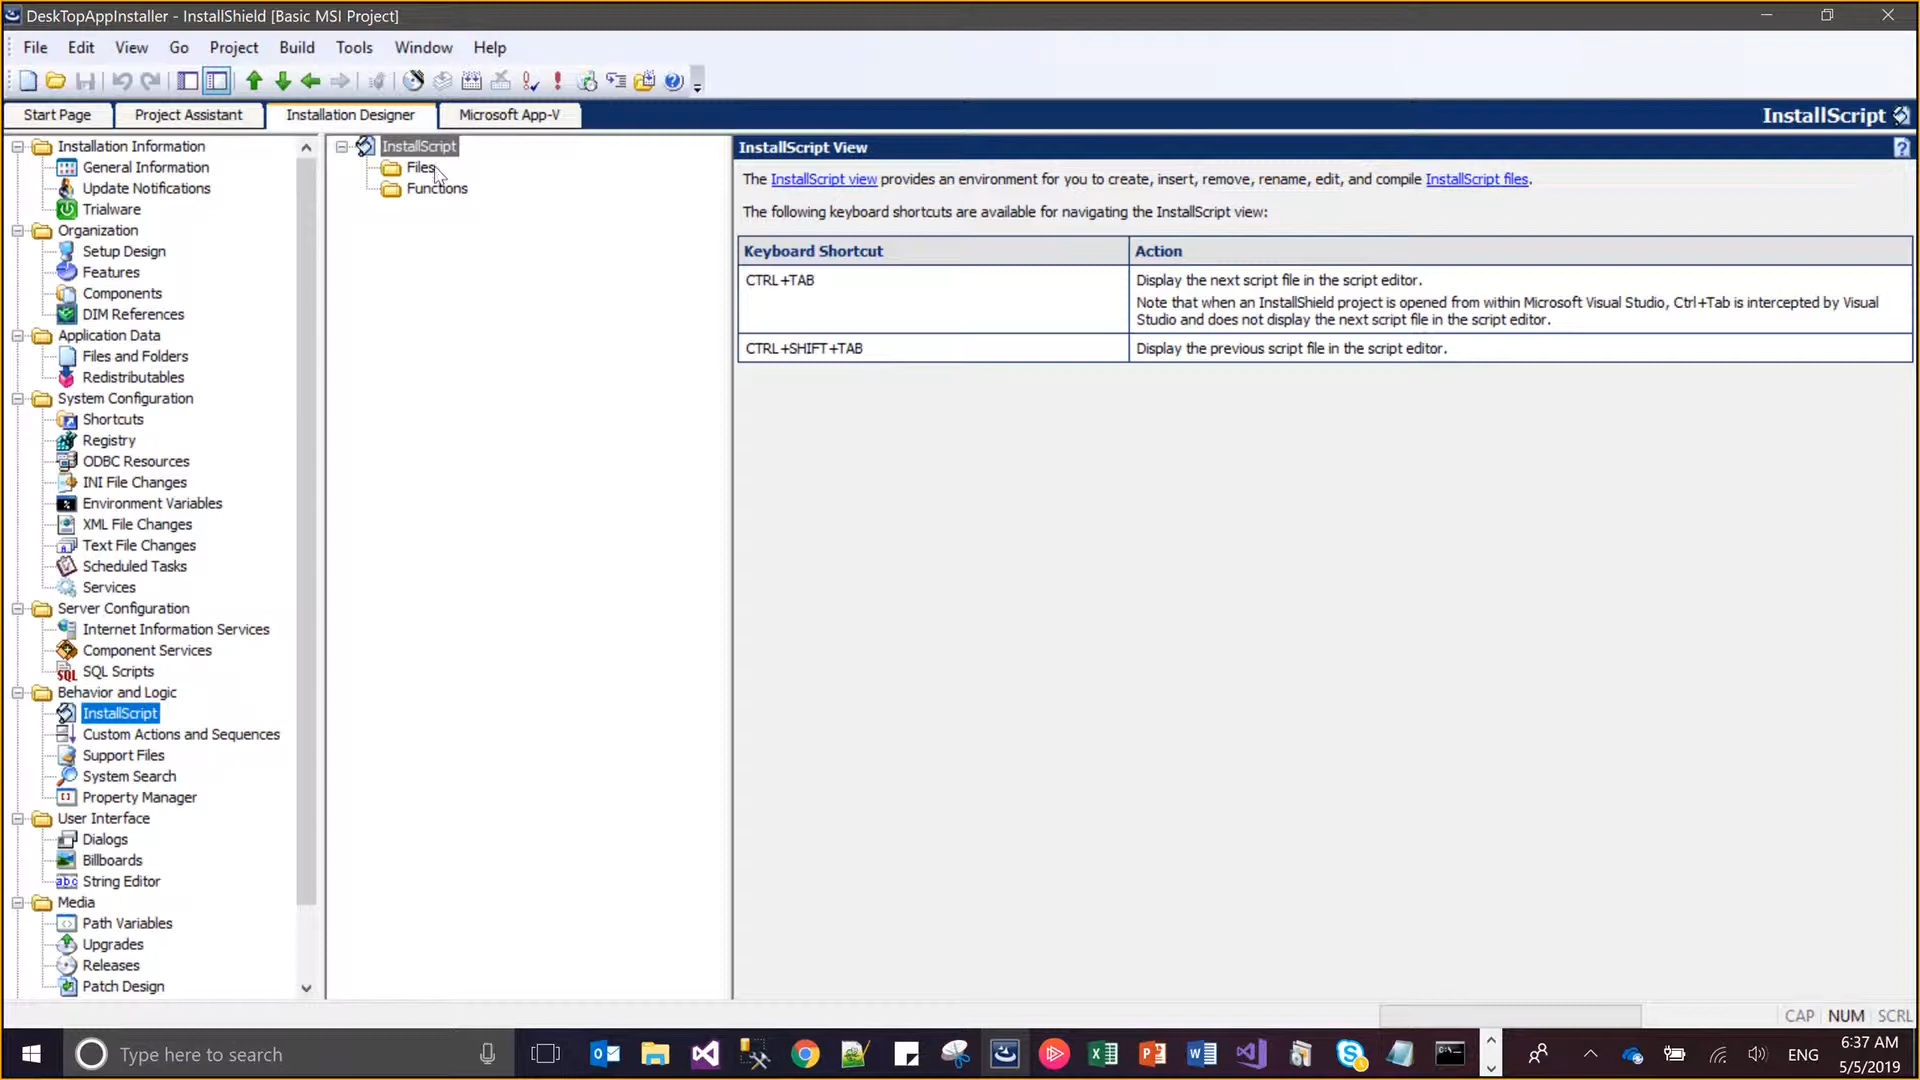 DeskTopAppInstaller - InstallShield [Basic MSI Project]
File Edit View Go Project Build Tools Window Help
Start Page Project Assistant Installation Designer Microsoft App-V InstallScript
Installation Information
General Information
Update Notifications
Trialware
Organization
Setup Design
Features
Components
DIM References
Application Data
Files and Folders
Redistributables
System Configuration
Shortcuts
Registry
ODBC Resources
INI File Changes
Environment Variables
XML File Changes
Text File Changes
Scheduled Tasks
Services
Server Configuration
Internet Information Services
Component Services
SQL Scripts
Behavior and Logic
InstallScript
Custom Actions and Sequences
Support Files
System Search
Property Manager
User Interface
Dialogs
Billboards
String Editor
Media
Path Variables
Upgrades
Releases
Patch Design
InstallScript
Files
Functions
InstallScript View
The InstallScript view provides an environment for you to create, insert, remove, rename, edit, and compile InstallScript files.
The following keyboard shortcuts are available for navigating the InstallScript view:
Keyboard Shortcut Action
CTRL+TAB Display the next script file in the script editor.
Note that when an InstallShield project is opened from within Microsoft Visual Studio, Ctrl+Tab is intercepted by Visual
Studio and does not display the next script file in the script editor.
CTRL+SHIFT+TAB Display the previous script file in the script editor.
CAP NUM SCRL
Type here to search
ENG
6:37 AM
5/5/2019